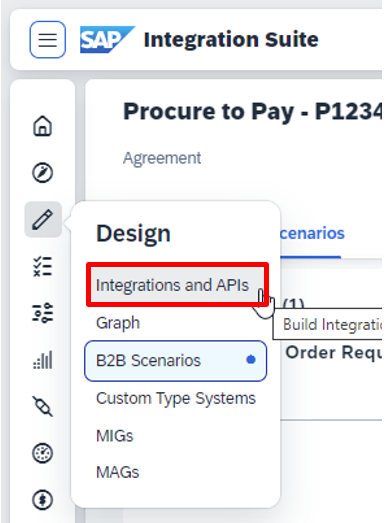 SAP Integration Suite
Procure to Pay - P1234
Agreement
Design
cenarios
Integrations and APIs
(1)
Graph
Build Integrati
B2B Scenarios
Order Requ
Custom Type Systems
MIGs
MAGs